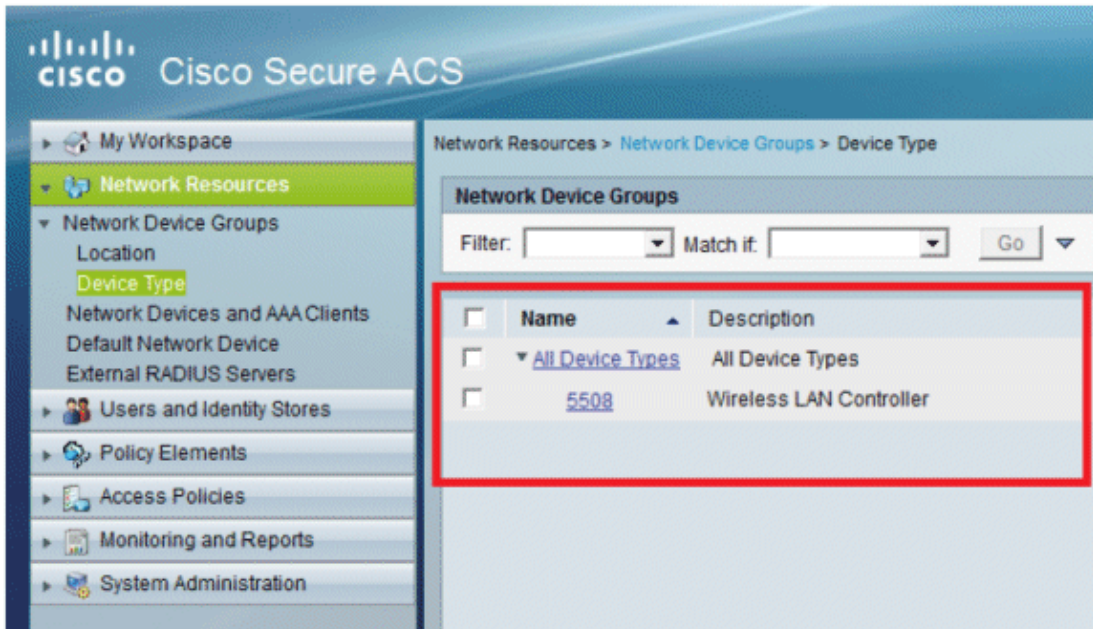 CISCO Cisco Secure ACS
My Workspace
Network Resources
Network Device Groups
Location
Device Type
Network Devices and AAA Clients
Default Network Device
External RADIUS Servers
Users and Identity Stores
Policy Elements
Access Policies
Monitoring and Reports
System Administration
Network Resources > Network Device Groups > Device Type
Network Device Groups
Filter: Match if: Go
Name Description
All Device Types All Device Types
5508 Wireless LAN Controller